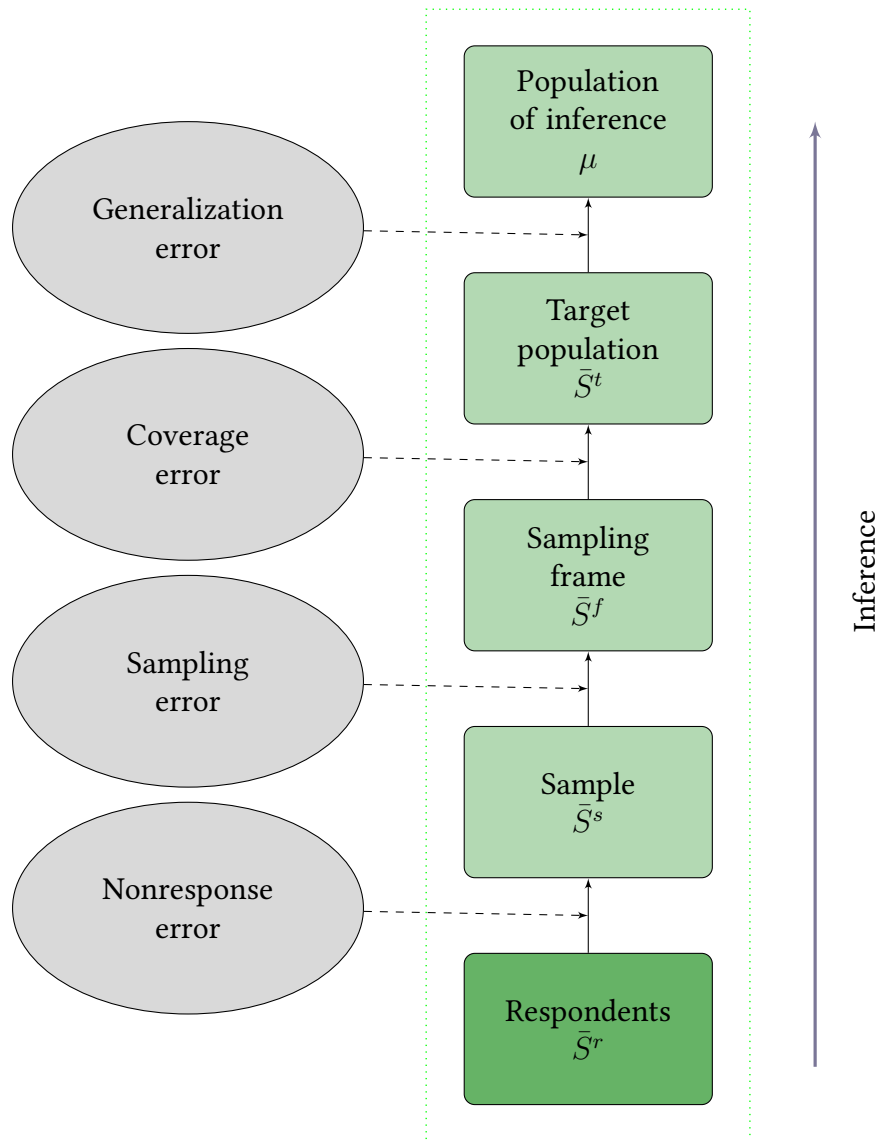 Population
of inference
μ
Generalization
error
Target
population
S̄ᵗ
Coverage
error
Sampling
frame
S̄ᶠ
Sampling
error
Sample
S̄ˢ
Nonresponse
error
Respondents
S̄ʳ
Inference